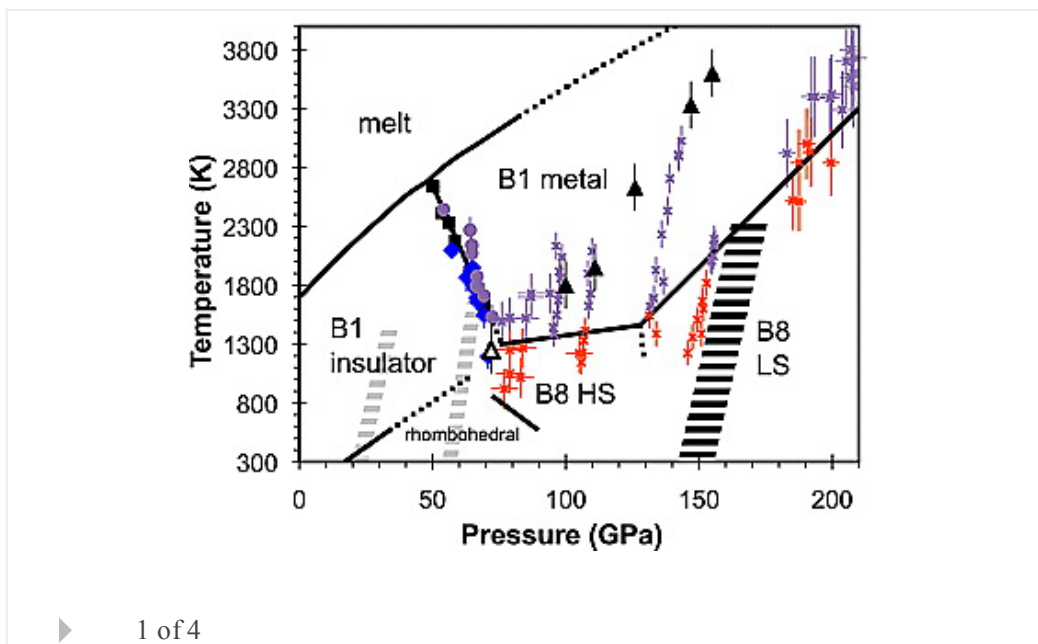 3800
3300
2800
2300
1800
1300
800
300
Temperature (K)
melt
B1 metal
B1
insulator
B8 HS
B8
LS
rhombohedral
0
50
100
150
200
Pressure (GPa)
1 of 4